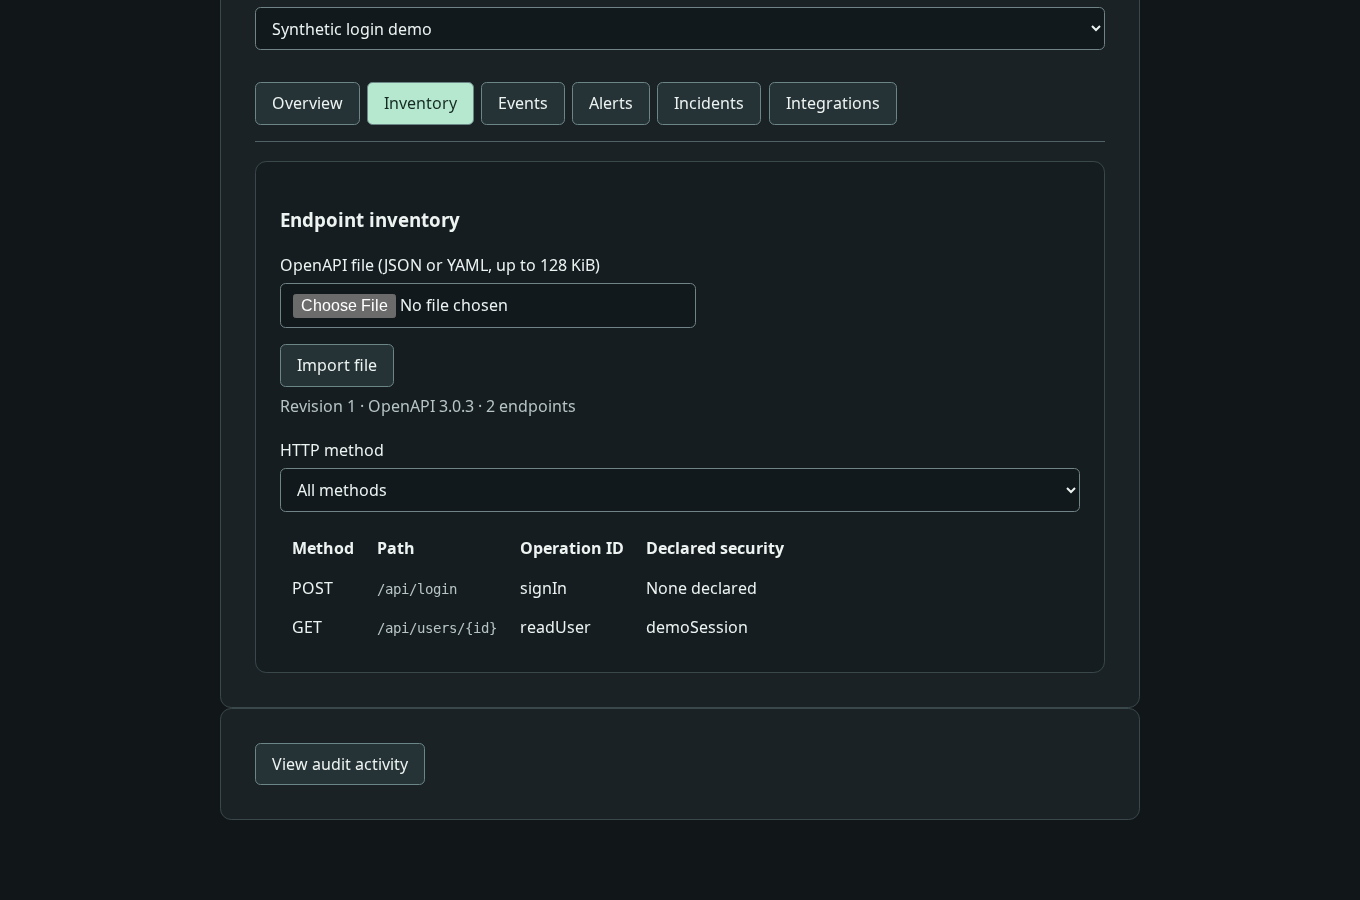 Synthetic login demo
Overview Inventory Events Alerts Incidents Integrations
Endpoint inventory
OpenAPI file (JSON or YAML, up to 128 KiB)
Choose File No file chosen
Import file
Revision 1 · OpenAPI 3.0.3 · 2 endpoints
HTTP method
All methods
Method Path Operation ID Declared security
POST /api/login signIn None declared
GET /api/users/{id} readUser demoSession
View audit activity